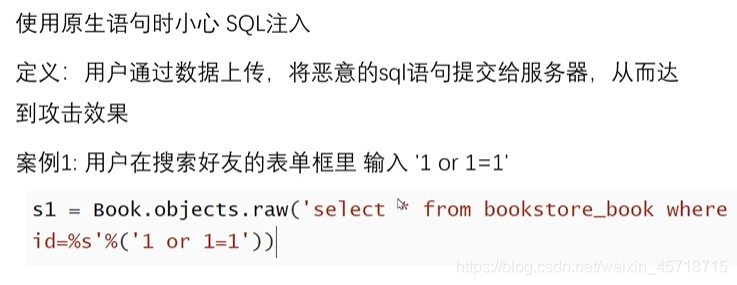 使用原生语句时小心 SQL注入
定义：用户通过数据上传，将恶意的sql语句提交给服务器，从而达
到攻击效果
案例1: 用户在搜索好友的表单框里 输入 '1 or 1=1'
s1 = Book.objects.raw('select * from bookstore_book where
id=%s'%('1 or 1=1'))
https://blog.csdn.net/weixin_45718715